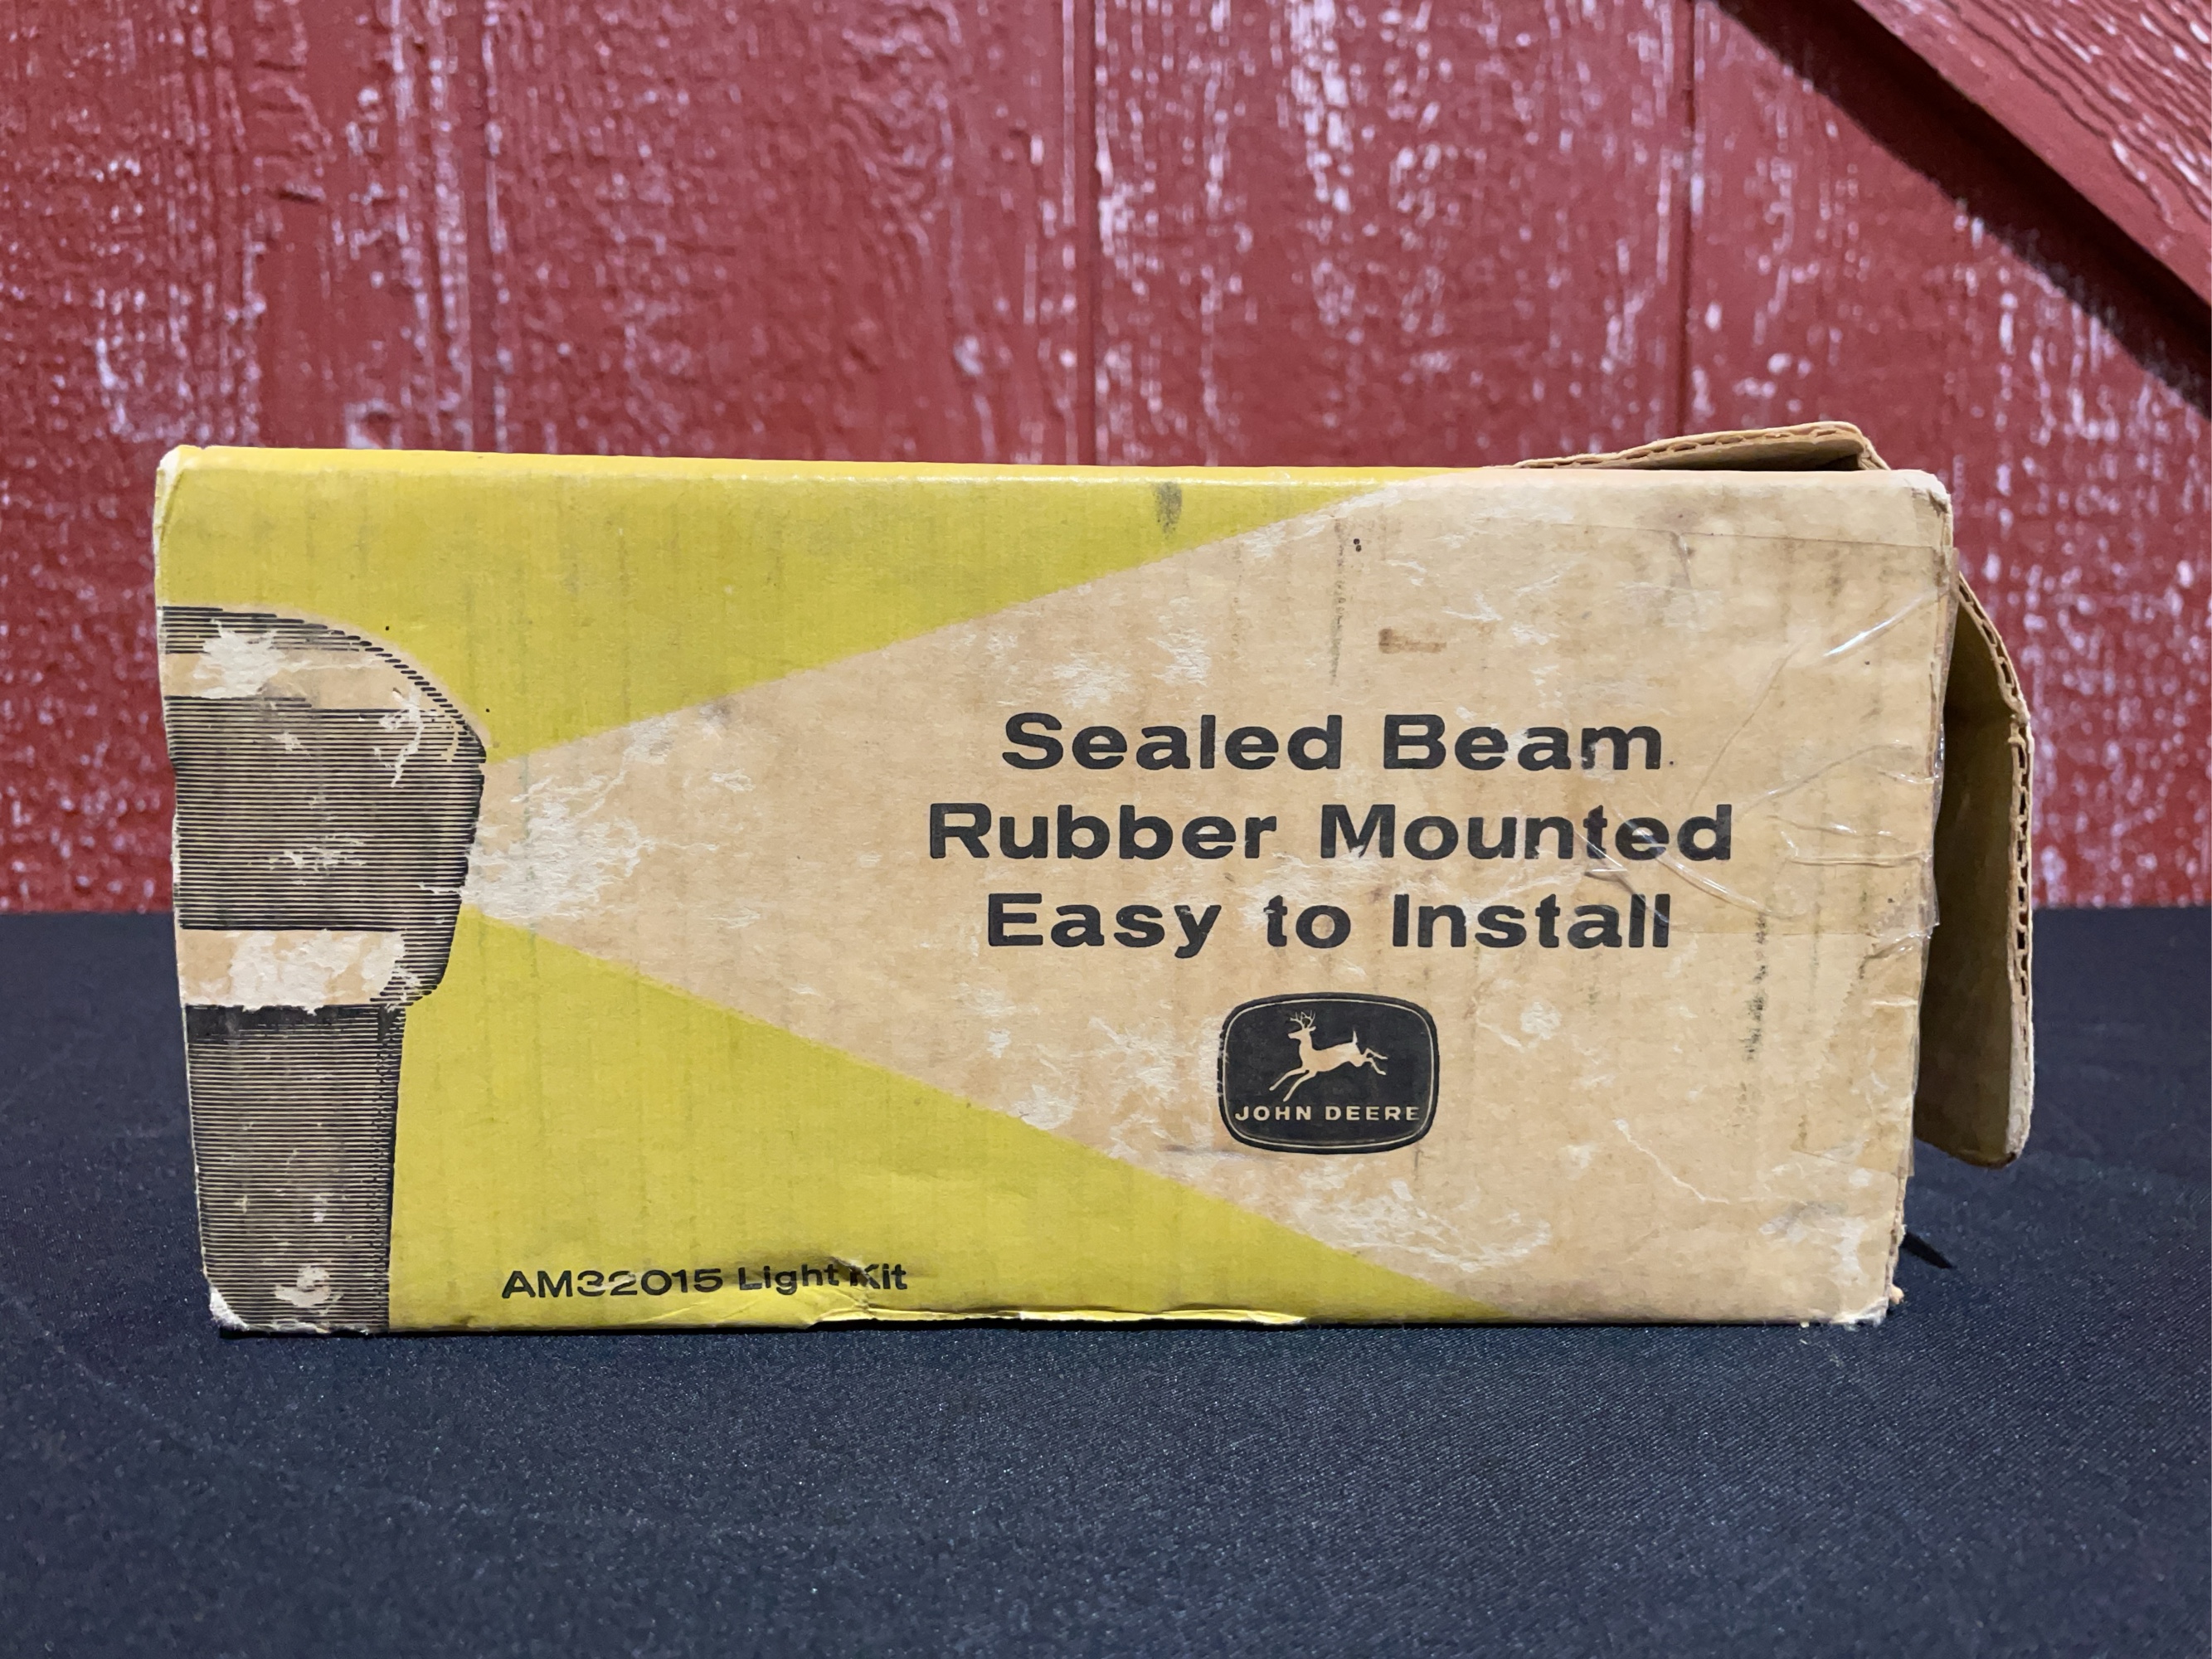 Sealed Beam
Rubber Mounted
Easy to Install
JOHN DEERE
AM32015 Light Kit